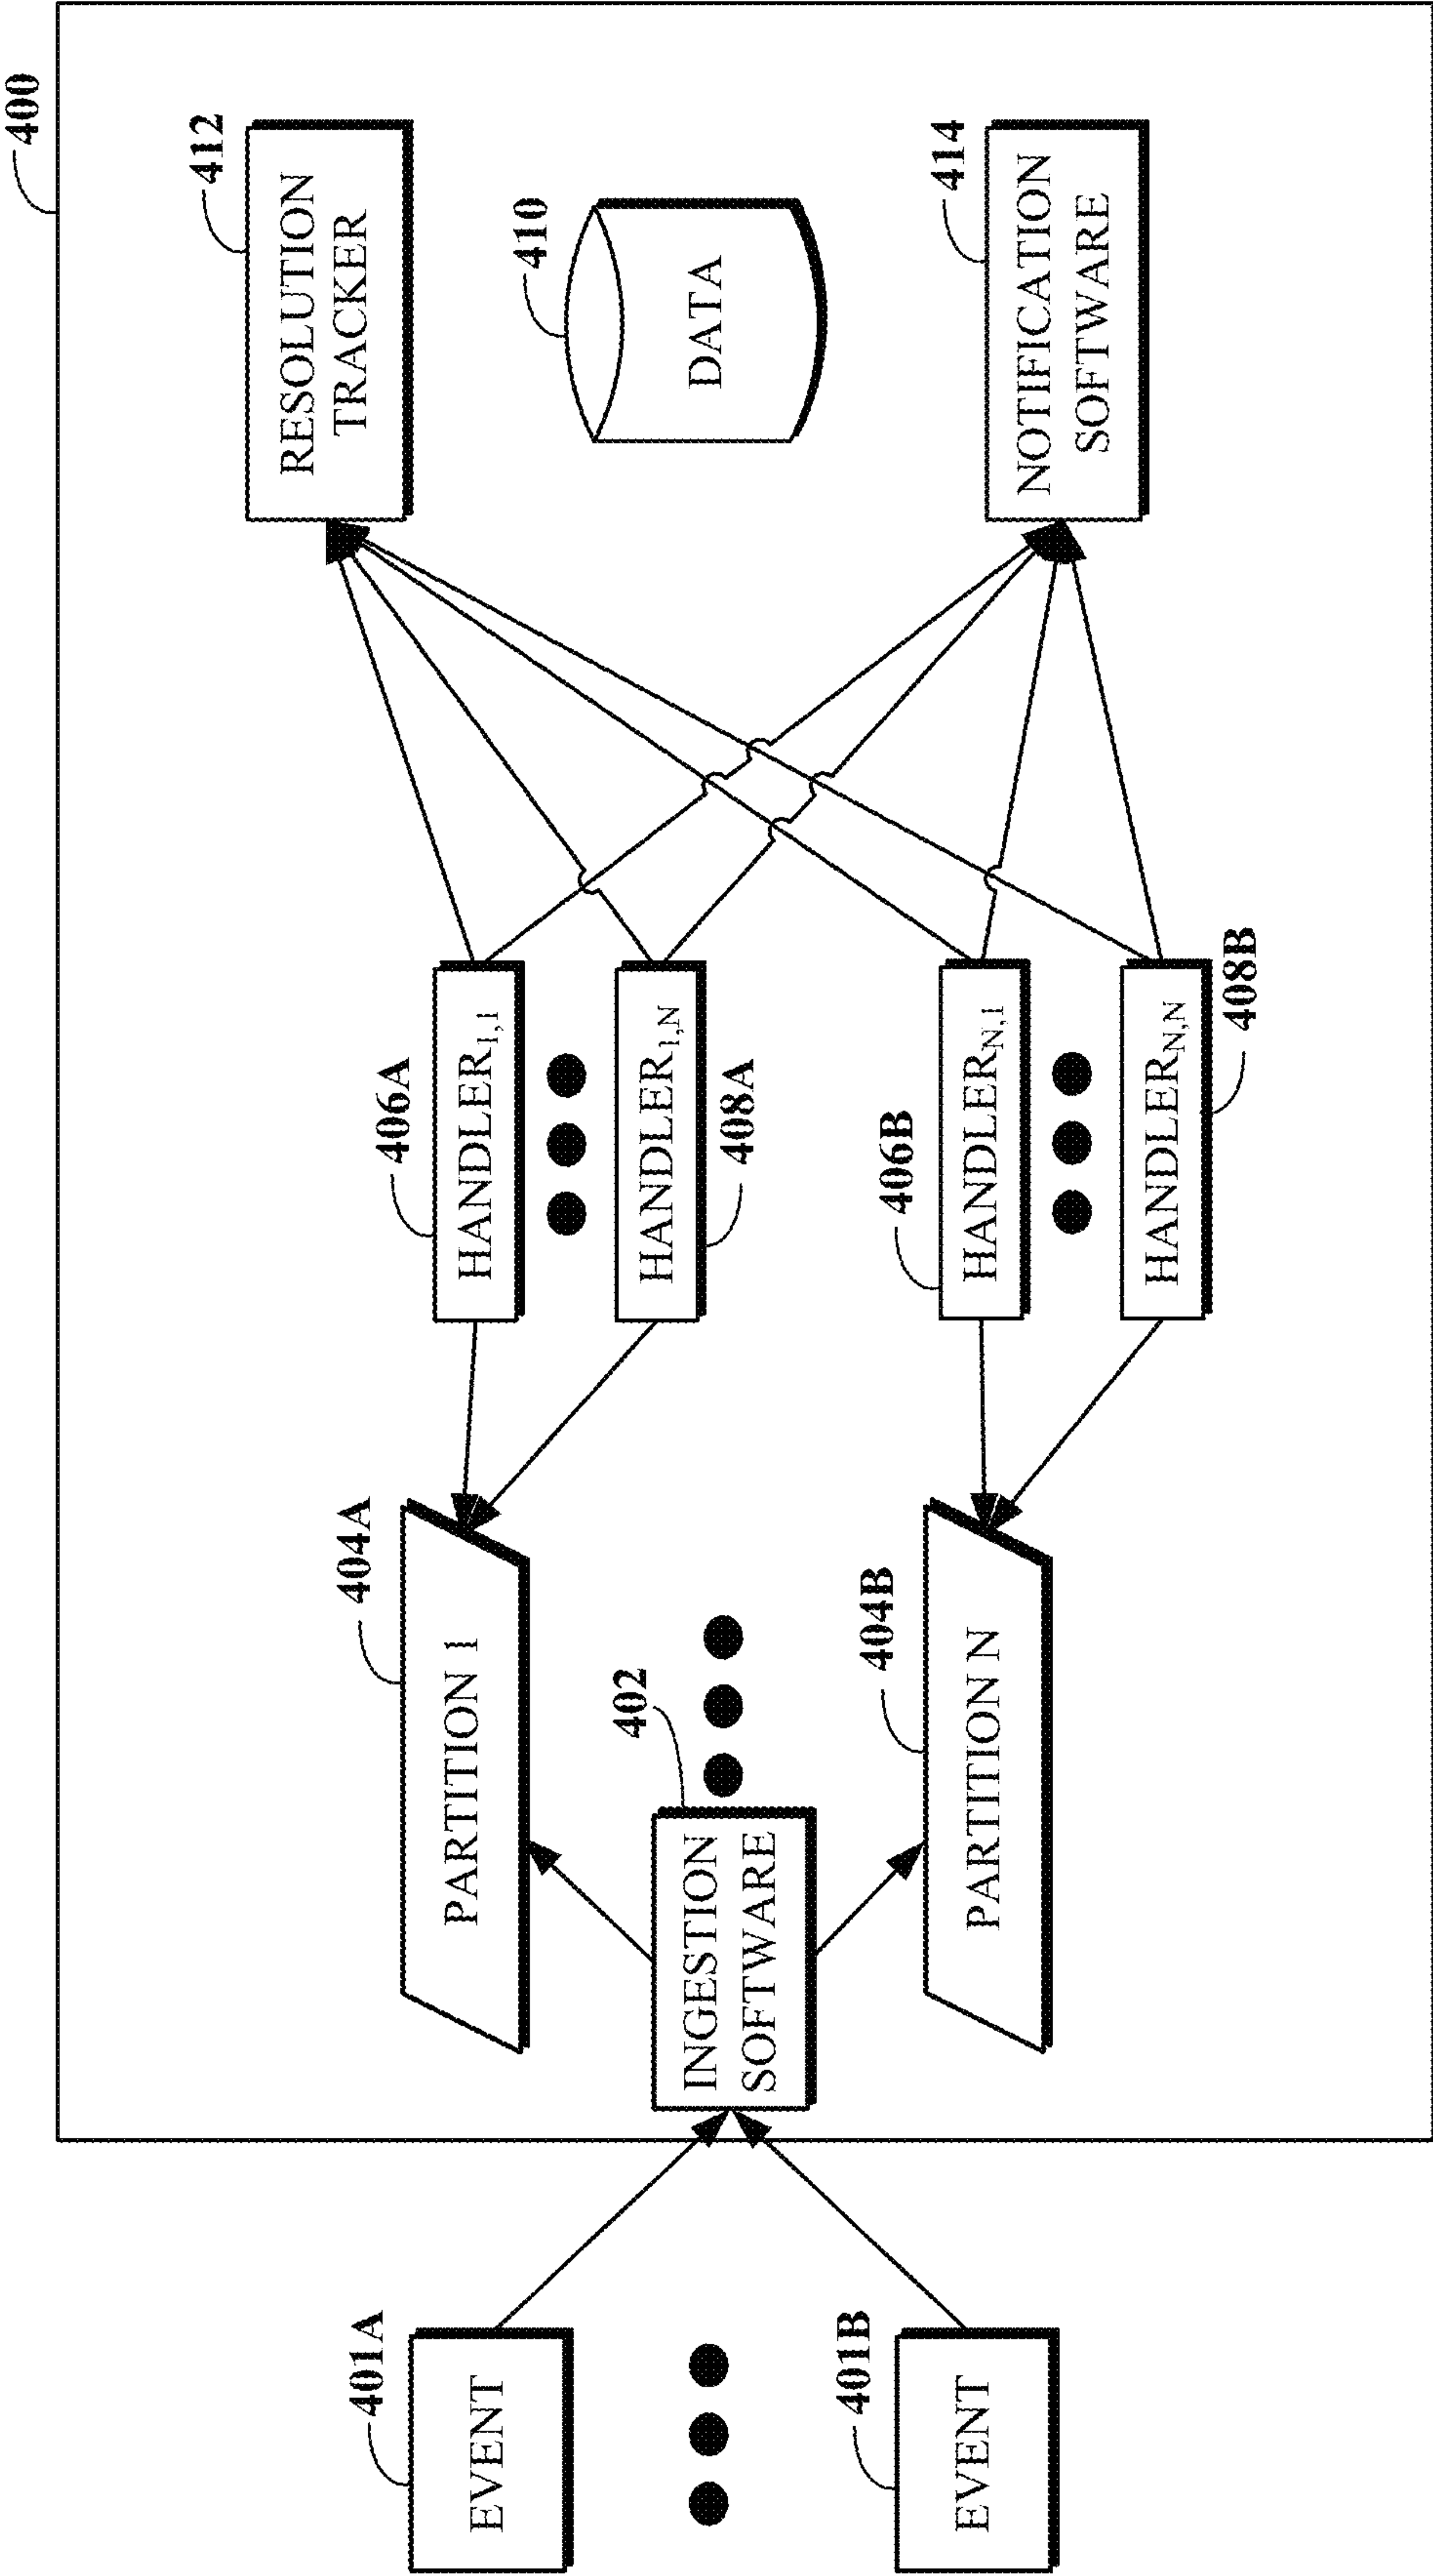 400
412
RESOLUTION
TRACKER
410
DATA
414
NOTIFICATION
SOFTWARE
406A
HANDLER1,1
HANDLER1,N
408A
406B
HANDLERN,1
HANDLERN,N
408B
404A
PARTITION 1
402
INGESTION
SOFTWARE
404B
PARTITION N
401A
EVENT
401B
EVENT